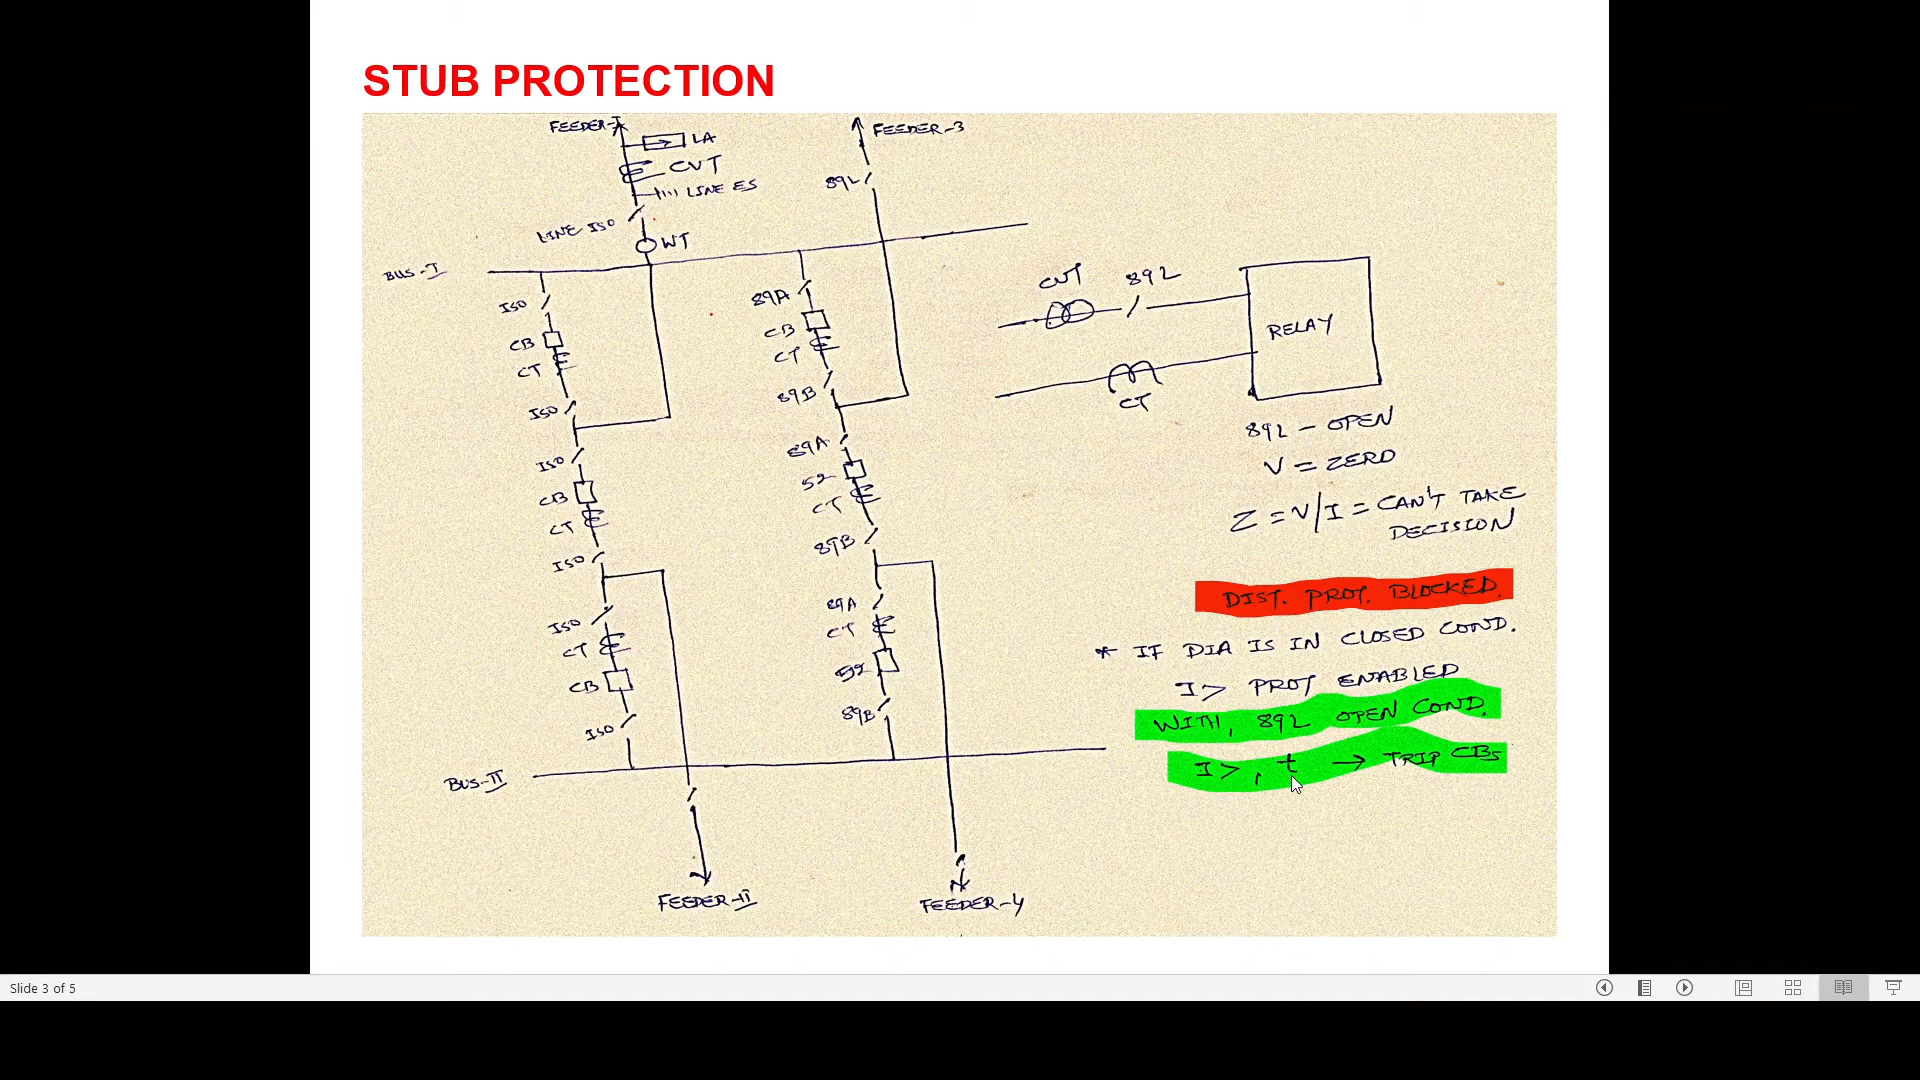 STUB PROTECTION
FEEDER-I
LA
CVT
LINE ES
LINE ISO
WT
FEEDER-3
89L
BUS-I
ISO
CB
CT
ISO
ISO
CB
CT
ISO
ISO
CT
CB
ISO
89A
CB
CT
89B
89A
52
CT
89B
89A
CT
52
89B
BUS-II
FEEDER-II
FEEDER-4
CVT
89L
RELAY
CT
89L - OPEN
V = ZERO
Z = V/I = CAN'T TAKE
DECISION
DIST. PROT. BLOCKED.
* IF DIA IS IN CLOSED COND.
I> PROT ENABLED
WITH, 89L OPEN COND.
I>, t → TRIP CBs
Slide 3 of 5